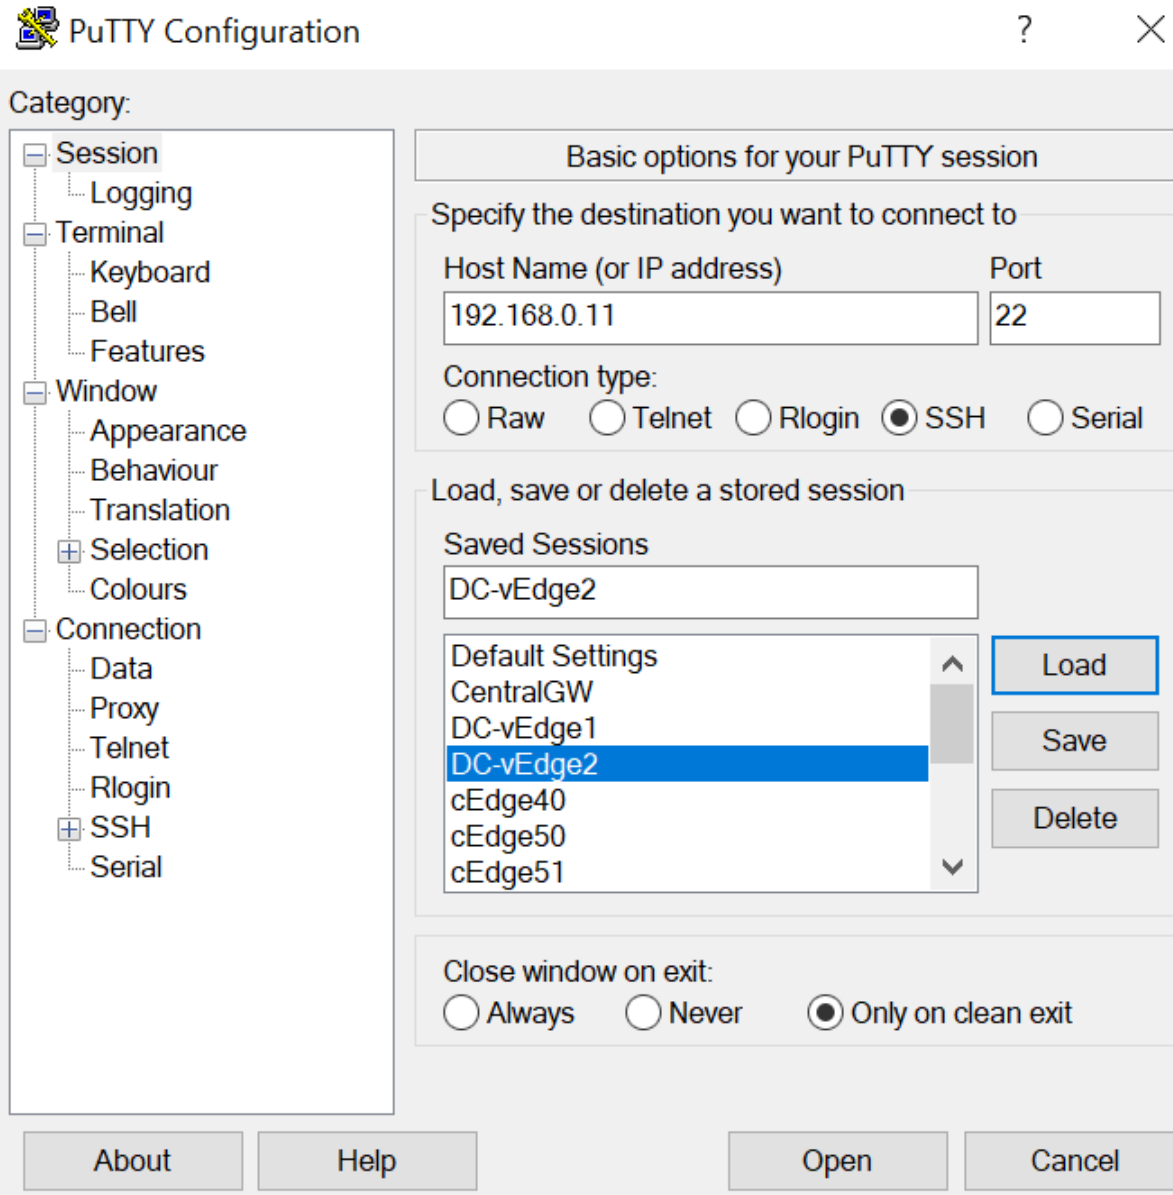 PuTTY Configuration
Category:
Session
Logging
Terminal
Keyboard
Bell
Features
Window
Appearance
Behaviour
Translation
Selection
Colours
Connection
Data
Proxy
Telnet
Rlogin
SSH
Serial
Basic options for your PuTTY session
Specify the destination you want to connect to
Host Name (or IP address) Port
192.168.0.11 22
Connection type:
Raw Telnet Rlogin SSH Serial
Load, save or delete a stored session
Saved Sessions
DC-vEdge2
Default Settings
CentralGW
DC-vEdge1
DC-vEdge2
cEdge40
cEdge50
cEdge51
Load
Save
Delete
Close window on exit:
Always Never Only on clean exit
About Help Open Cancel